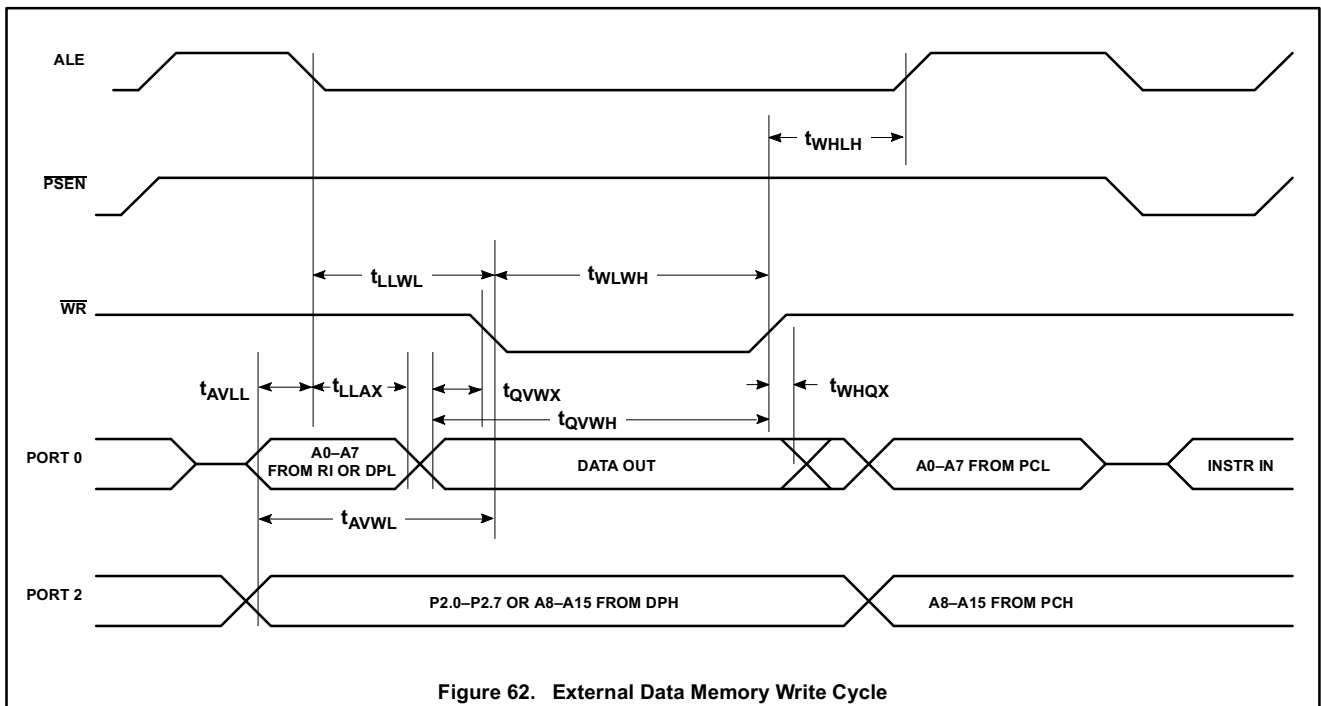 ALE
tWHLH
PSEN
tLLWL
tWLWH
WR
tAVLL
tLLAX
tQVWX
tWHQX
tQVWH
PORT 0
A0–A7
FROM RI OR DPL
DATA OUT
A0–A7 FROM PCL
INSTR IN
tAVWL
PORT 2
P2.0–P2.7 OR A8–A15 FROM DPH
A8–A15 FROM PCH
Figure 62. External Data Memory Write Cycle